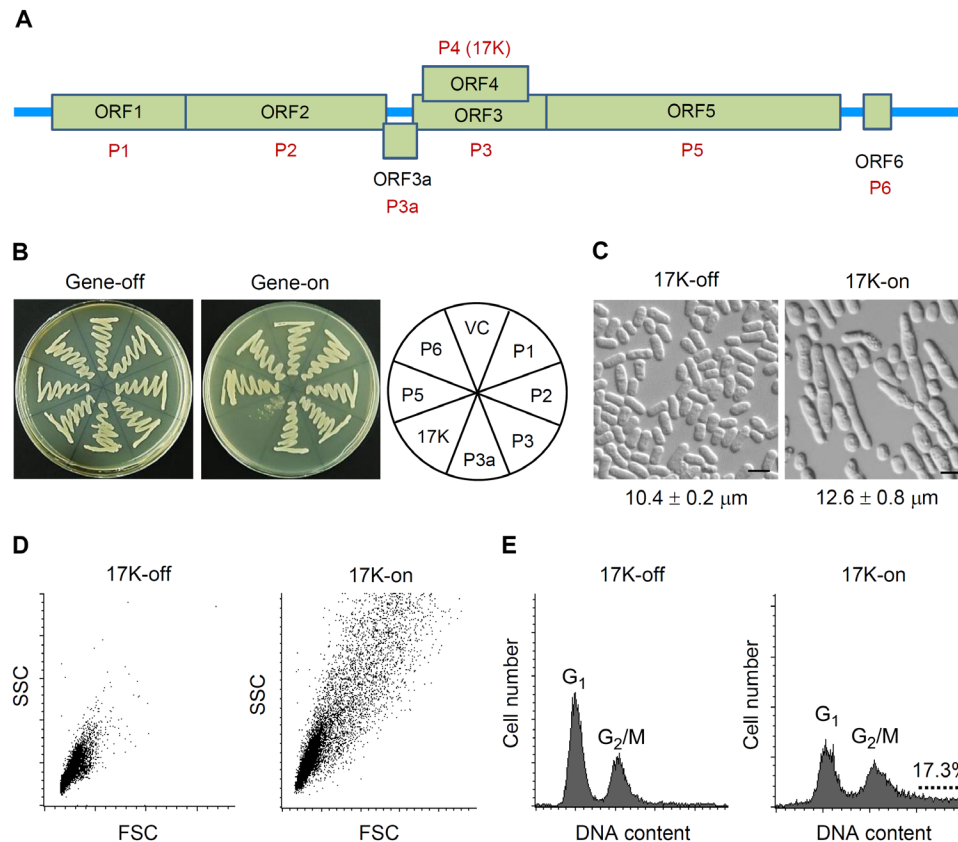 A
P4 (17K)
ORF4
ORF1 ORF2 ORF3 ORF5
P1 P2 P3 P5
ORF3a ORF6
P3a P6
B
Gene-off Gene-on
VC
P6 P1
P5 P2
17K P3
P3a
C
17K-off 17K-on
10.4 ± 0.2 μm 12.6 ± 0.8 μm
D
17K-off 17K-on
SSC SSC
FSC FSC
E
17K-off 17K-on
Cell number Cell number
G1 G2/M G1 G2/M
17.3%
DNA content DNA content